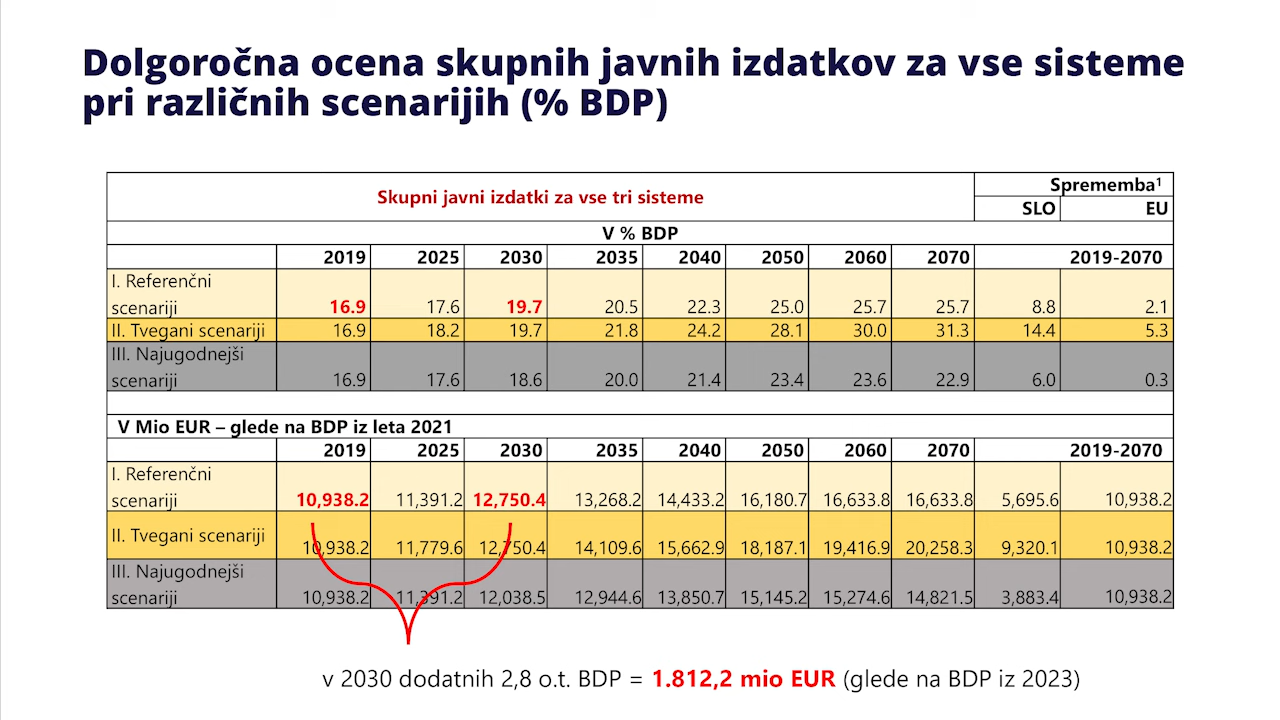 Dolgoročna ocena skupnih javnih izdatkov za vse sisteme
pri različnih scenarijih (% BDP)
Skupni javni izdatki za vse tri sisteme
Sprememba¹
SLO EU
V % BDP
2019 2025 2030 2035 2040 2050 2060 2070 2019-2070
I. Referenčni
scenariji 16.9 17.6 19.7 20.5 22.3 25.0 25.7 25.7 8.8 2.1
II. Tvegani scenariji 16.9 18.2 19.7 21.8 24.2 28.1 30.0 31.3 14.4 5.3
III. Najugodnejši
scenariji 16.9 17.6 18.6 20.0 21.4 23.4 23.6 22.9 6.0 0.3
V Mio EUR – glede na BDP iz leta 2021
2019 2025 2030 2035 2040 2050 2060 2070 2019-2070
I. Referenčni
scenariji 10,938.2 11,391.2 12,750.4 13,268.2 14,433.2 16,180.7 16,633.8 16,633.8 5,695.6 10,938.2
II. Tvegani scenariji 10,938.2 11,779.6 12,750.4 14,109.6 15,662.9 18,187.1 19,416.9 20,258.3 9,320.1 10,938.2
III. Najugodnejši
scenariji 10,938.2 11,391.2 12,038.5 12,944.6 13,850.7 15,145.2 15,274.6 14,821.5 3,883.4 10,938.2
v 2030 dodatnih 2,8 o.t. BDP = 1.812,2 mio EUR (glede na BDP iz 2023)